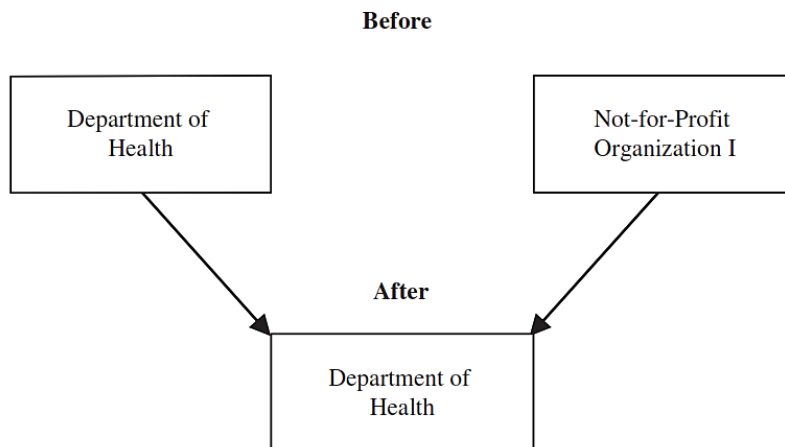 Before
Department of
Health
Not-for-Profit
Organization I
After
Department of
Health